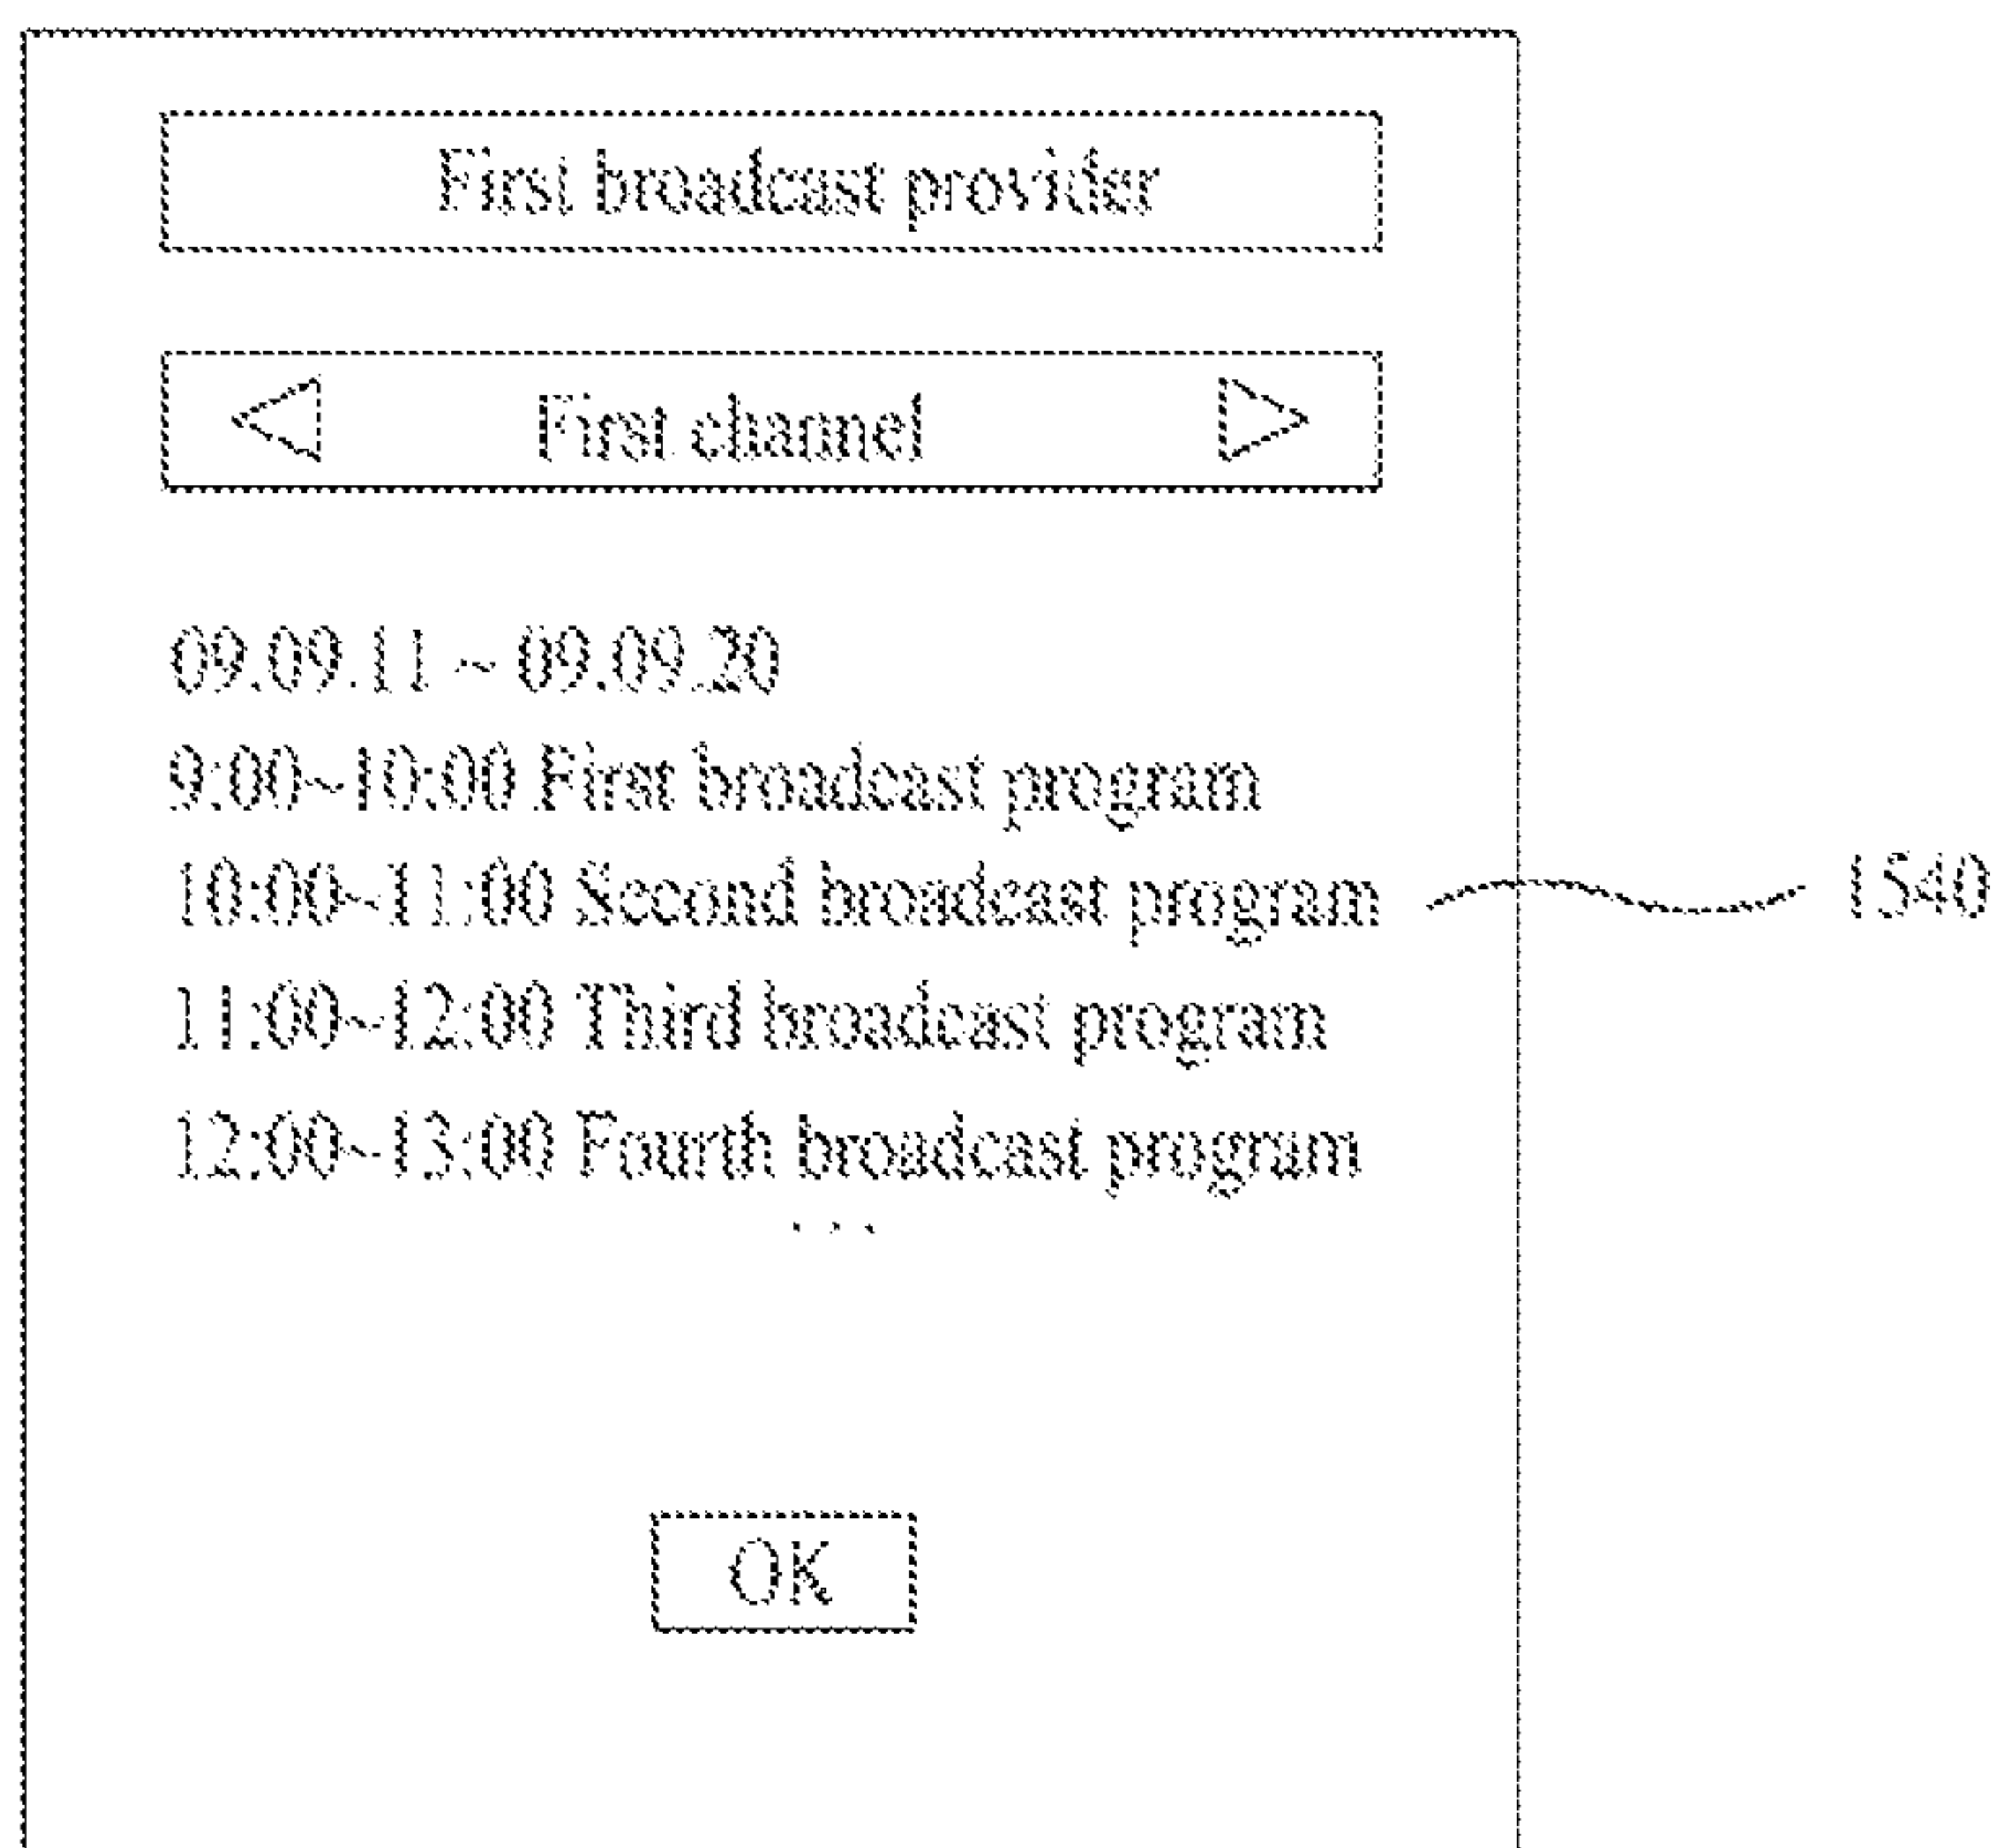 First broadcast provider
First channel
09.09.11 ~ 09.09.20
9:00~10:00 First broadcast program
10:00~11:00 Second broadcast program
1540
11:00~12:00 Third broadcast program
12:00~13:00 Fourth broadcast program
...
OK